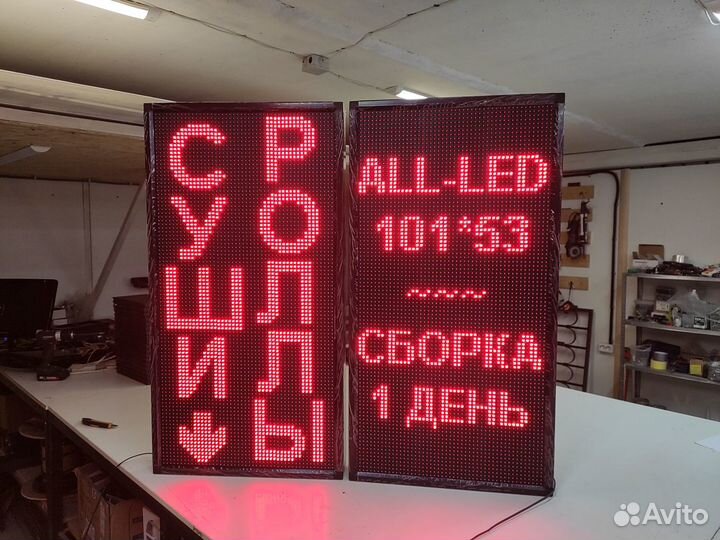 СУШИ
РОЛЛЫ
ALL-LED
101*53
~~~
СБОРКА
1 ДЕНЬ
Avito